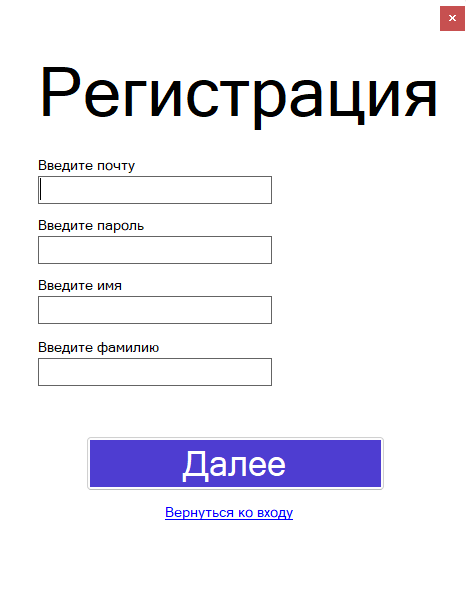 Регистрация
Введите почту
Введите пароль
Введите имя
Введите фамилию
Далее
Вернуться ко входу